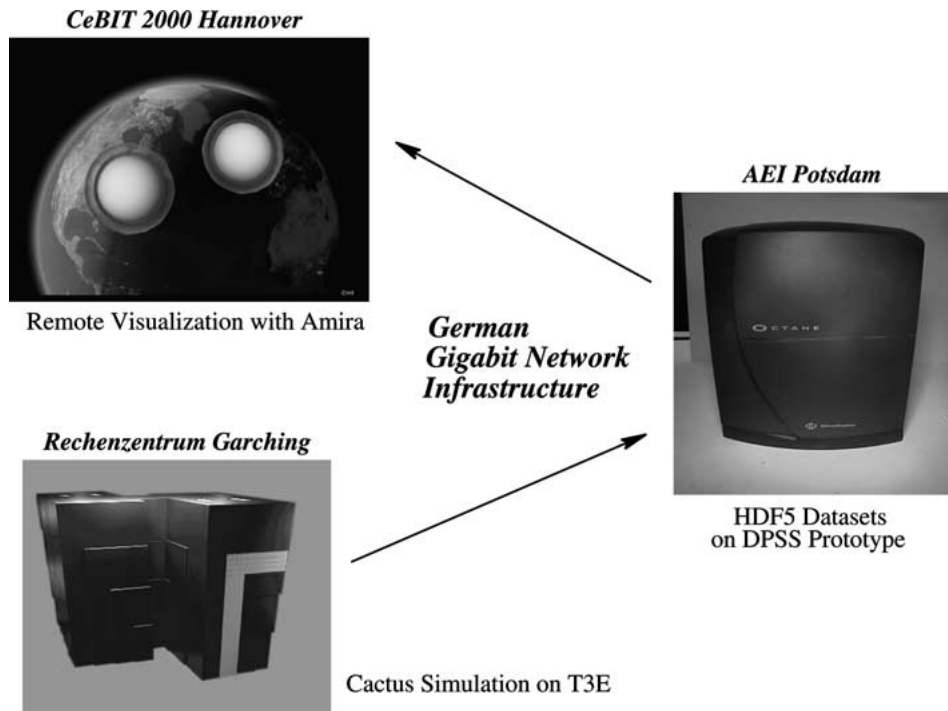 CeBIT 2000 Hannover
Remote Visualization with Amira
AEI Potsdam
OCTANE
HDF5 Datasets
on DPSS Prototype
German
Gigabit Network
Infrastructure
Rechenzentrum Garching
Cactus Simulation on T3E